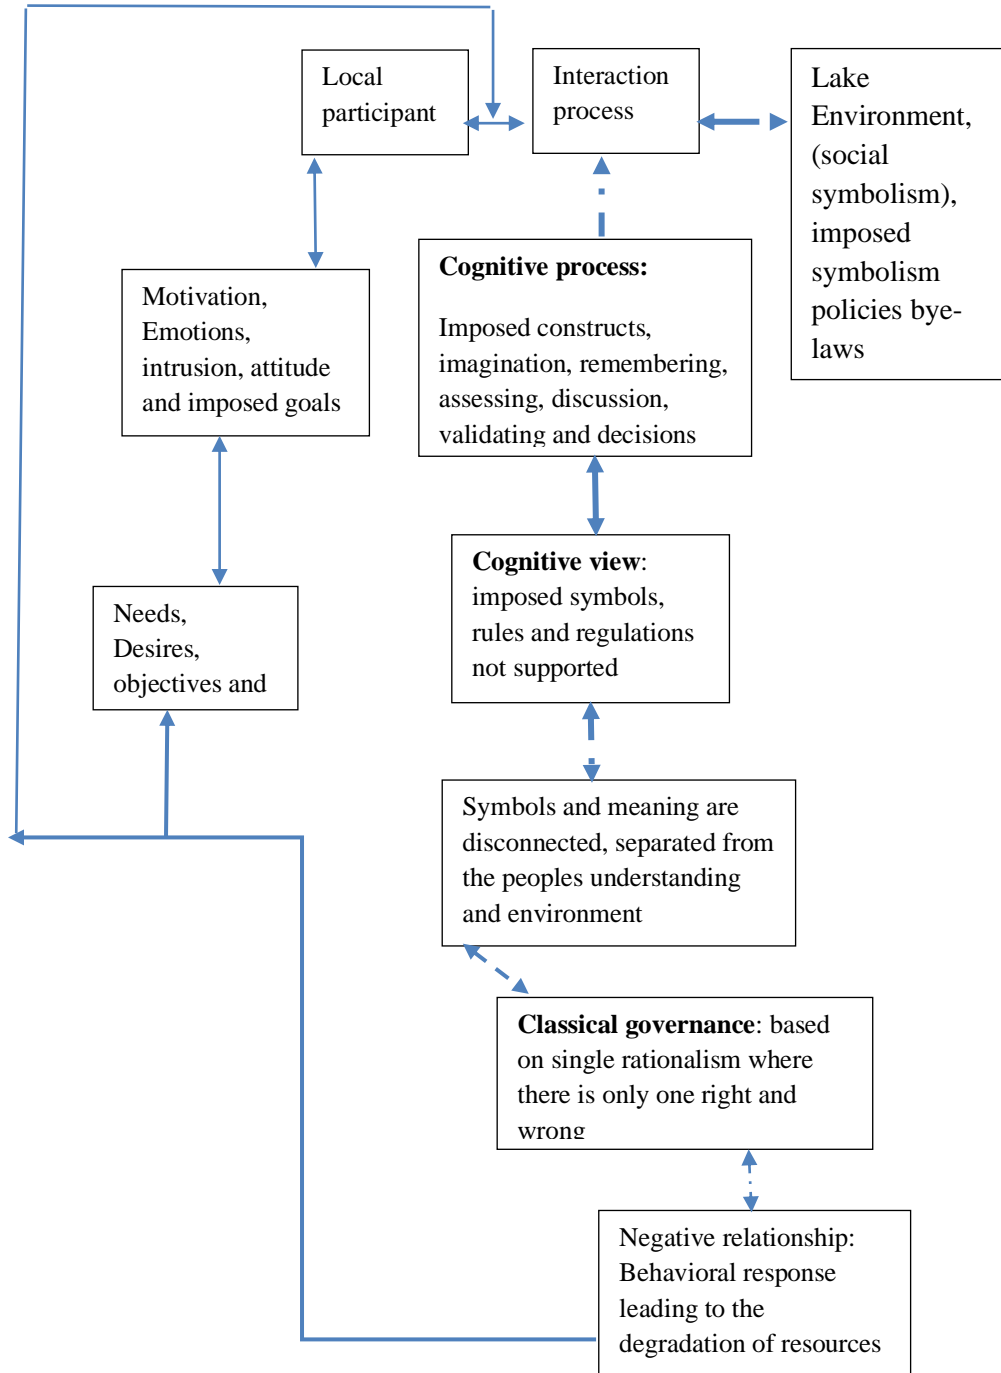 Local
participant
Interaction
process
Lake
Environment,
(social
symbolism),
imposed
symbolism
policies bye-
laws
Cognitive process:
Imposed constructs,
imagination, remembering,
assessing, discussion,
validating and decisions
Motivation,
Emotions,
intrusion, attitude
and imposed goals
Cognitive view:
imposed symbols,
rules and regulations
not supported
Needs,
Desires,
objectives and
Symbols and meaning are
disconnected, separated from
the peoples understanding
and environment
Classical governance: based
on single rationalism where
there is only one right and
wrong
Negative relationship:
Behavioral response
leading to the
degradation of resources